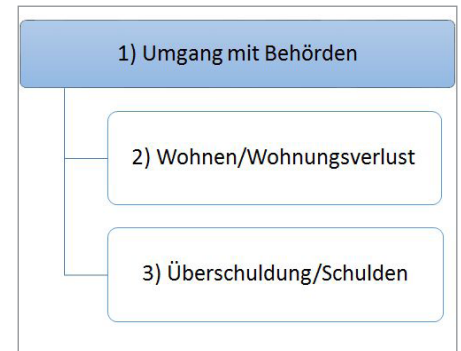 1) Umgang mit Behörden
2) Wohnen/Wohnungsverlust
3) Überschuldung/Schulden